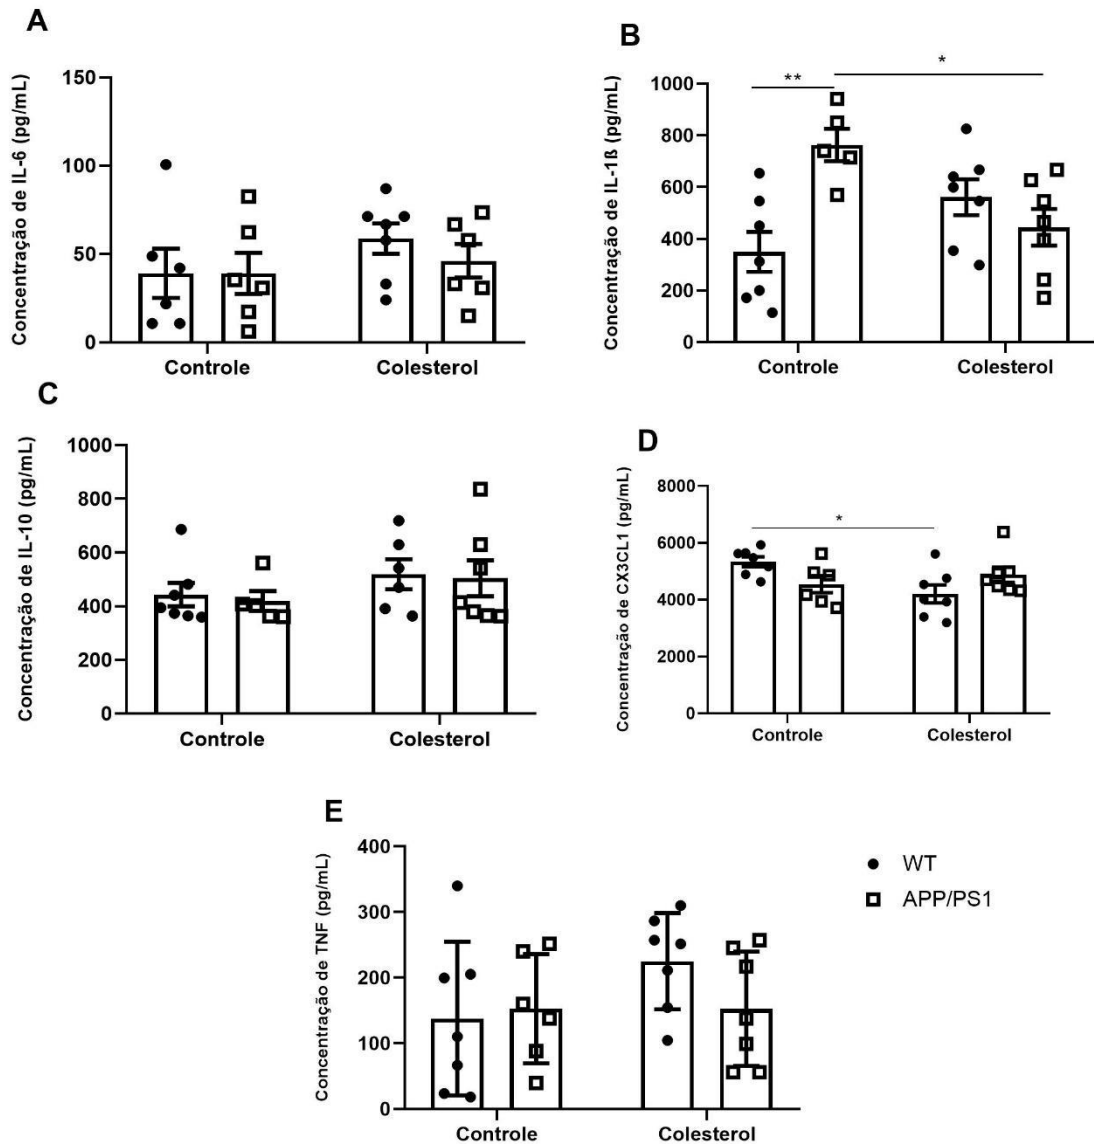 A
Concentração de IL-6 (pg/mL)
150
100
50
0
Controle
Colesterol
B
Concentração de IL-1ß (pg/mL)
**
*
1000
800
600
400
200
0
Controle
Colesterol
C
Concentração de IL-10 (pg/mL)
1000
800
600
400
200
0
Controle
Colesterol
D
Concentração de CX3CL1 (pg/mL)
8000
6000
4000
2000
0
*
Controle
Colesterol
E
Concentração de TNF (pg/mL)
400
300
200
100
0
Controle
Colesterol
WT
APP/PS1